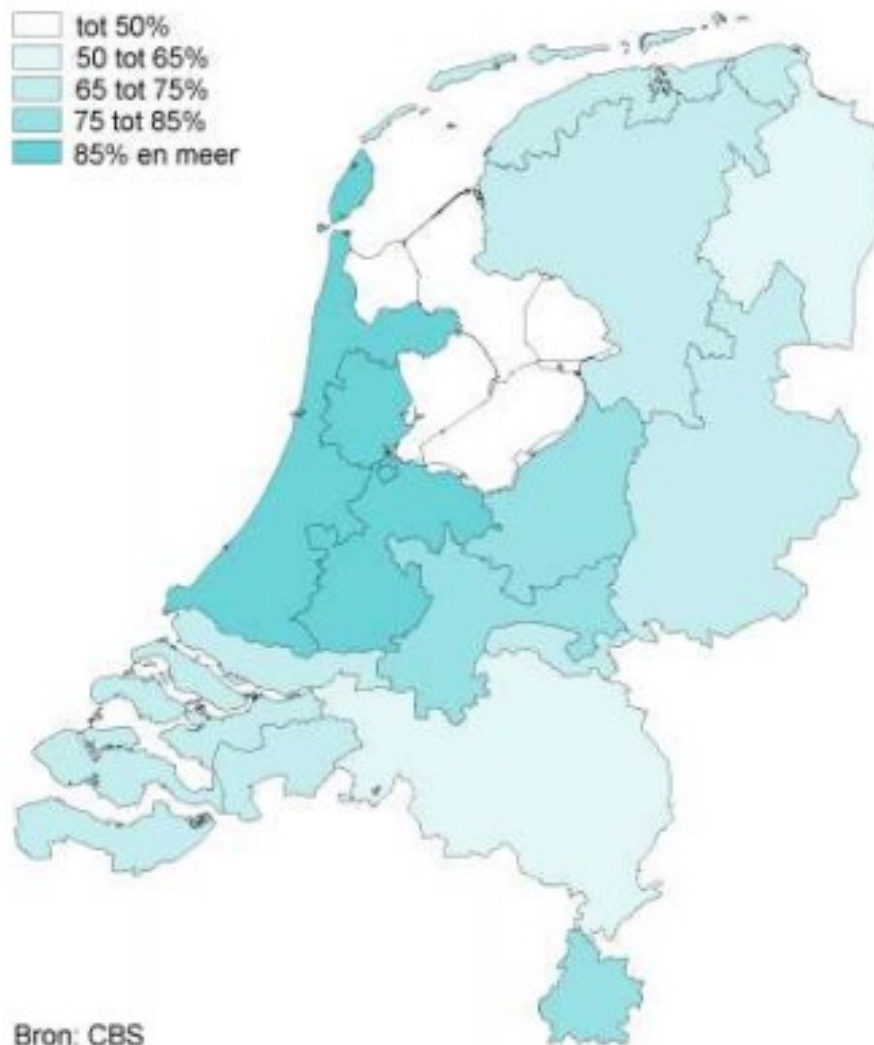 tot 50%
50 tot 65%
65 tot 75%
75 tot 85%
85% en meer
Bron: CBS